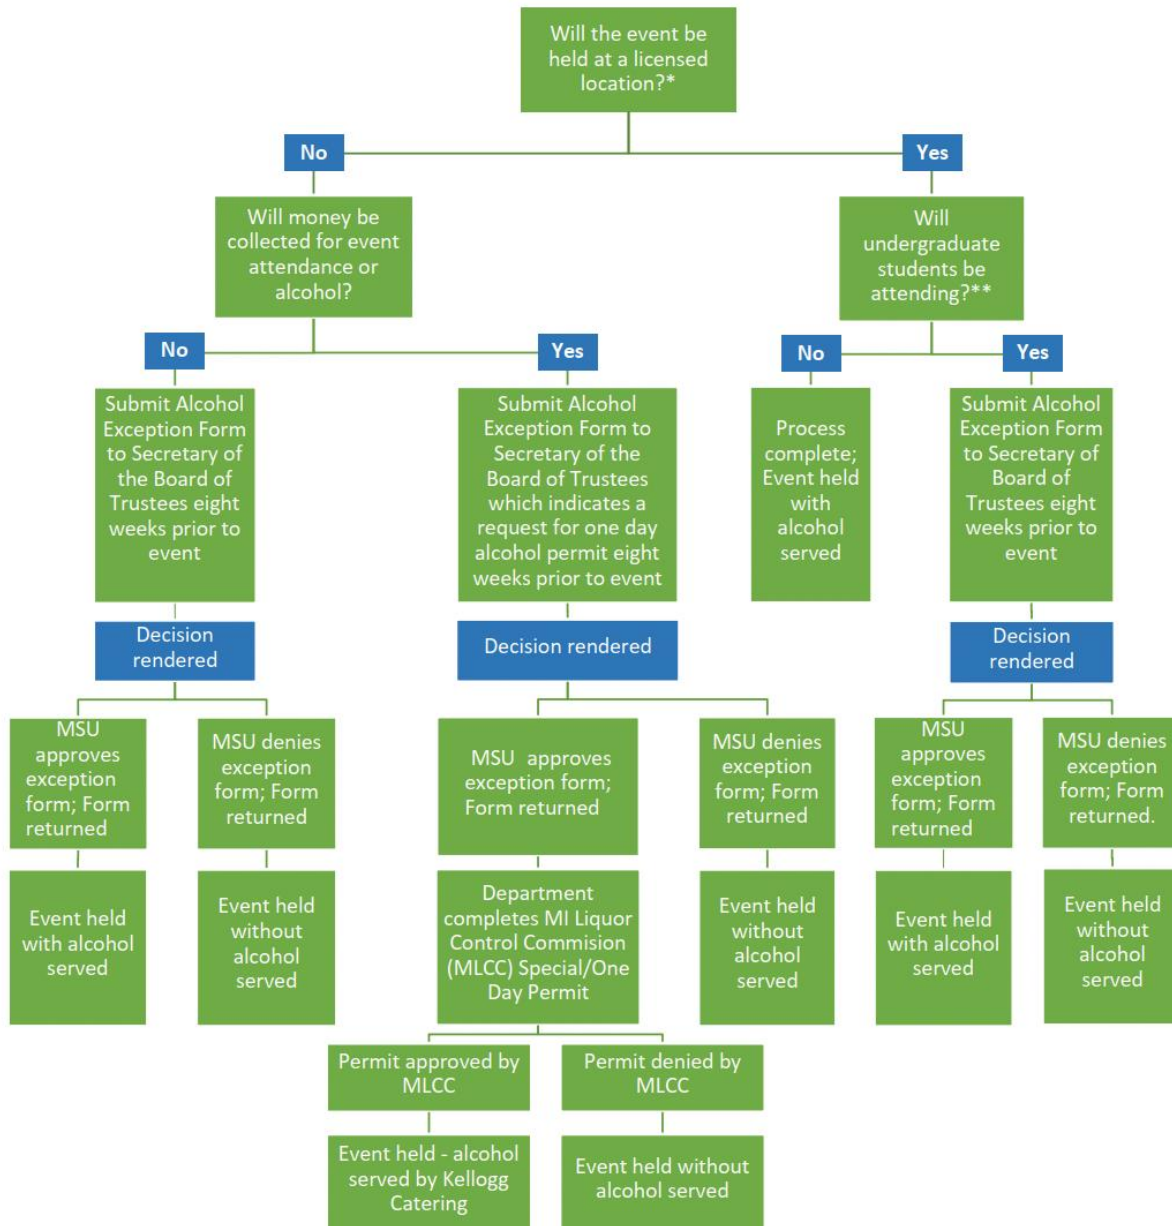 Will the event be
held at a licensed
location?*
No
Yes
Will money be
collected for event
attendance or
alcohol?
Will
undergraduate
students be
attending?**
No
Yes
No
Yes
Submit Alcohol
Exception Form
to Secretary of
the Board of
Trustees eight
weeks prior to
event
Submit Alcohol
Exception Form to
Secretary of the
Board of Trustees
which indicates a
request for one day
alcohol permit eight
weeks prior to event
Process
complete;
Event held
with
alcohol
served
Submit Alcohol
Exception Form
to Secretary of
Board of
Trustees eight
weeks prior to
event
Decision
rendered
Decision rendered
Decision
rendered
MSU
approves
exception
form; Form
returned
MSU denies
exception
form; Form
returned
MSU approves
exception form;
Form returned
MSU denies
exception
form; Form
returned
MSU
approves
exception
form; Form
returned
MSU denies
exception
form; Form
returned.
Event held
with alcohol
served
Event held
without
alcohol
served
Department
completes MI Liquor
Control Commision
(MLCC) Special/One
Day Permit
Event held
without
alcohol
served
Event held
with alcohol
served
Event held
without
alcohol
served
Permit approved by
MLCC
Permit denied by
MLCC
Event held - alcohol
served by Kellogg
Catering
Event held without
alcohol served